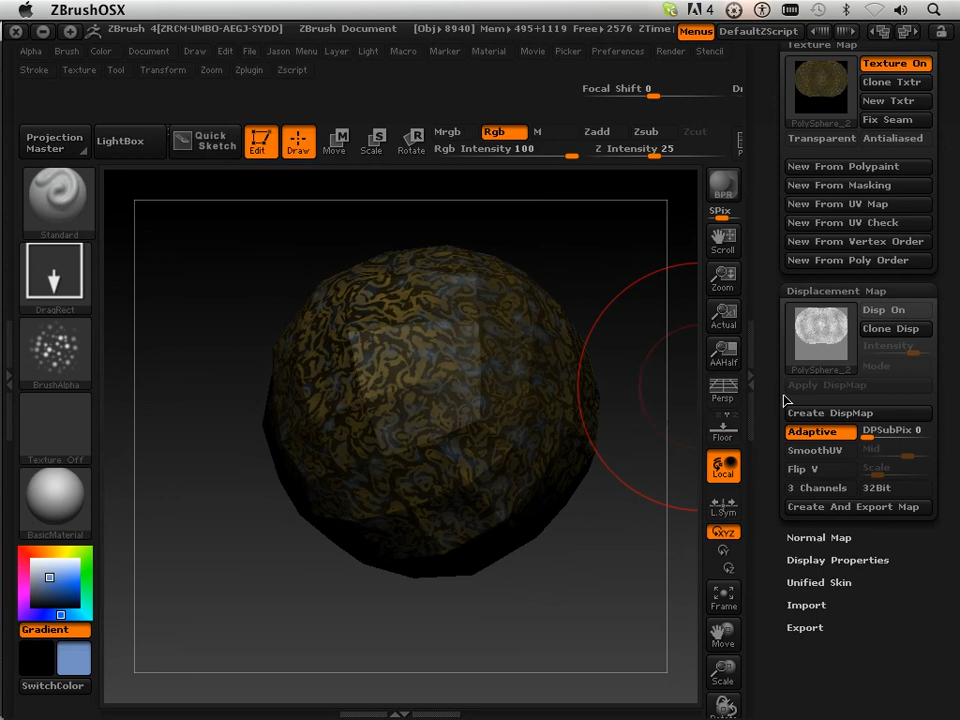 ZBrushOSX
4
ZBrush 4[ZRCM-UMBO-AEGJ-SYDD] ZBrush Document [Obj> 8940] Mem> 495+1119 Free> 2576 ZTime
Menus
DefaultZScript
Alpha Brush Color Document Draw Edit File Jason Menu Layer Light Macro Marker Material Movie Picker Preferences Render Stencil
Stroke Texture Tool Transform Zoom Zplugin Zscript
Focal Shift 0
Projection Master
LightBox
Quick Sketch
Edit
Draw
Move
Scale
Rotate
Mrgb
Rgb
M
Zadd
Zsub
Zcut
Rgb Intensity 100
Z Intensity 25
Standard
DragRect
BrushAlpha
Texture Off
BasicMaterial
Gradient
SwitchColor
BPR
SPix
Scroll
Zoom
Actual
AAHalf
Persp
Floor
Local
L.Sym
XYZ
Frame
Move
Scale
Texture Map
PolySphere_2
Texture On
Clone Txtr
New Txtr
Fix Seam
Transparent
Antialiased
New From Polypaint
New From Masking
New From UV Map
New From UV Check
New From Vertex Order
New From Poly Order
Displacement Map
PolySphere_2
Disp On
Clone Disp
Intensity
Mode
Apply DispMap
Create DispMap
Adaptive
DPSubPix 0
SmoothUV
Mid
Flip V
Scale
3 Channels
32Bit
Create And Export Map
Normal Map
Display Properties
Unified Skin
Import
Export